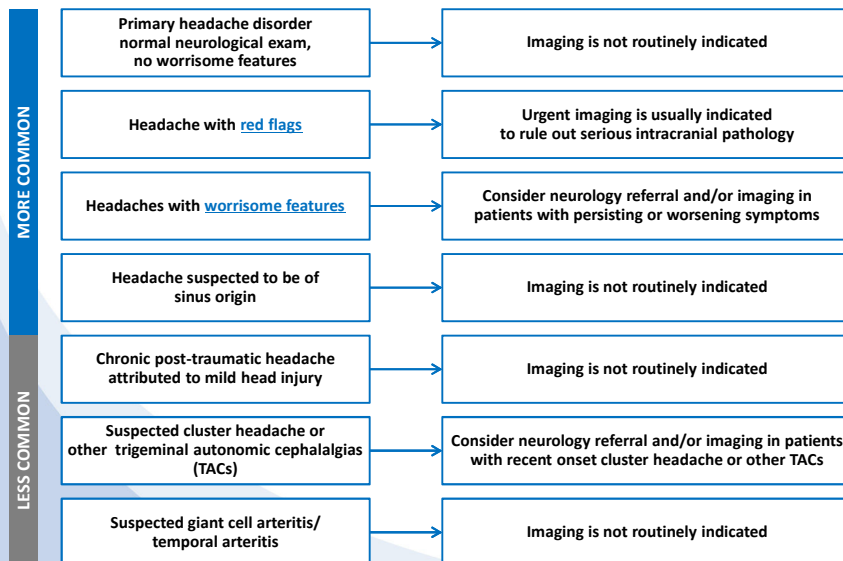 MORE COMMON
Primary headache disorder
normal neurological exam,
no worrisome features
Imaging is not routinely indicated
Headache with red flags
Urgent imaging is usually indicated
to rule out serious intracranial pathology
Headaches with worrisome features
Consider neurology referral and/or imaging in
patients with persisting or worsening symptoms
Headache suspected to be of
sinus origin
Imaging is not routinely indicated
LESS COMMON
Chronic post-traumatic headache
attributed to mild head injury
Imaging is not routinely indicated
Suspected cluster headache or
other trigeminal autonomic cephalalgias
(TACs)
Consider neurology referral and/or imaging in patients
with recent onset cluster headache or other TACs
Suspected giant cell arteritis/
temporal arteritis
Imaging is not routinely indicated